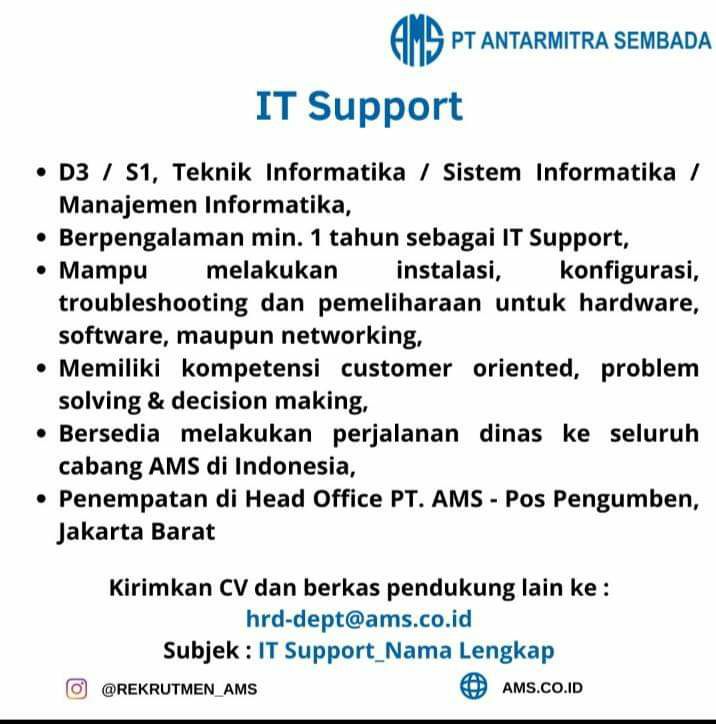 AMS PT ANTARMITRA SEMBADA
IT Support
• D3 / S1, Teknik Informatika / Sistem Informatika /
Manajemen Informatika,
• Berpengalaman min. 1 tahun sebagai IT Support,
• Mampu melakukan instalasi, konfigurasi,
troubleshooting dan pemeliharaan untuk hardware,
software, maupun networking,
• Memiliki kompetensi customer oriented, problem
solving & decision making,
• Bersedia melakukan perjalanan dinas ke seluruh
cabang AMS di Indonesia,
• Penempatan di Head Office PT. AMS - Pos Pengumben,
Jakarta Barat
Kirimkan CV dan berkas pendukung lain ke :
hrd-dept@ams.co.id
Subjek : IT Support_Nama Lengkap
@REKRUTMEN_AMS AMS.CO.ID